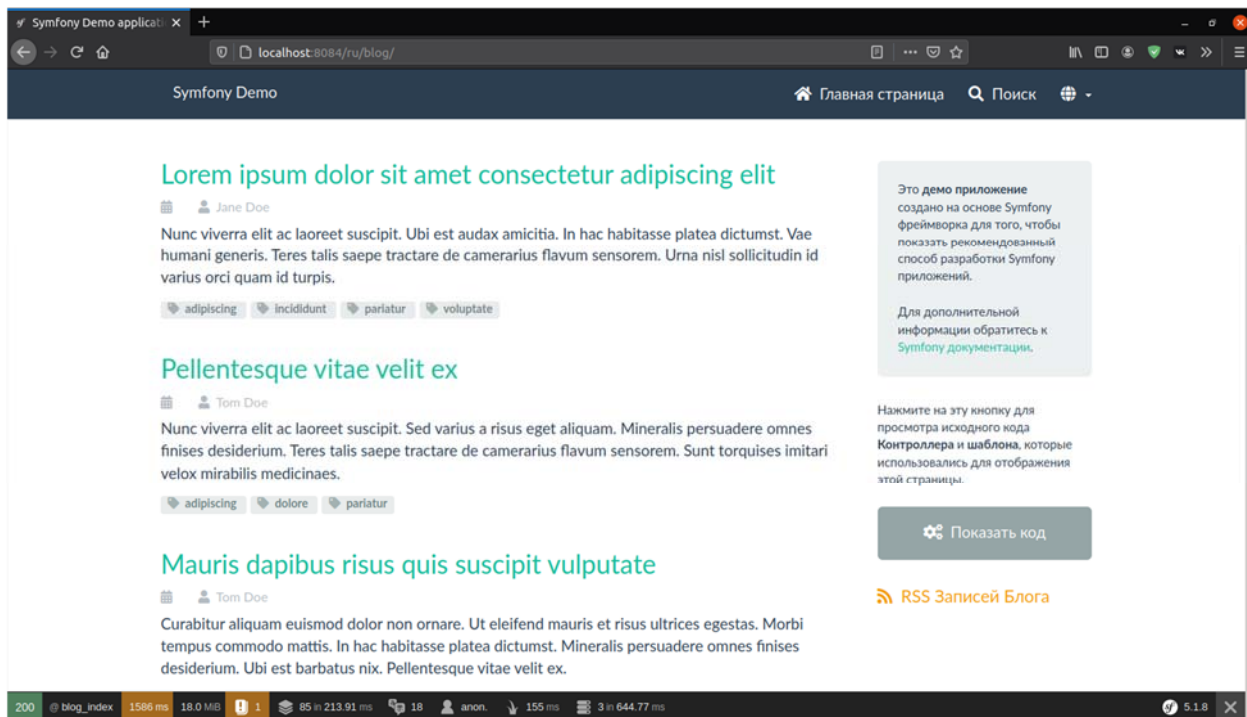 Symfony Demo applicati
localhost:8084/ru/blog/
Symfony Demo
Главная страница
Поиск
Lorem ipsum dolor sit amet consectetur adipiscing elit
Jane Doe
Nunc viverra elit ac laoreet suscipit. Ubi est audax amicitia. In hac habitasse platea dictumst. Vae
humani generis. Teres talis saepe tractare de camerarius flavum sensorem. Urna nisl sollicitudin id
varius orci quam id turpis.
adipiscing incididunt pariatur voluptate
Pellentesque vitae velit ex
Tom Doe
Nunc viverra elit ac laoreet suscipit. Sed varius a risus eget aliquam. Mineralis persuadere omnes
finises desiderium. Teres talis saepe tractare de camerarius flavum sensorem. Sunt torquises imitari
velox mirabilis medicinaes.
adipiscing dolore pariatur
Mauris dapibus risus quis suscipit vulputate
Tom Doe
Curabitur aliquam euismod dolor non ornare. Ut eleifend mauris et risus ultrices egestas. Morbi
tempus commodo mattis. In hac habitasse platea dictumst. Mineralis persuadere omnes finises
desiderium. Ubi est barbatus nix. Pellentesque vitae velit ex.
Это демо приложение
создано на основе Symfony
фреймворка для того, чтобы
показать рекомендованный
способ разработки Symfony
приложений.
Для дополнительной
информации обратитесь к
Symfony документации.
Нажмите на эту кнопку для
просмотра исходного кода
Контроллера и шаблона, которые
использовались для отображения
этой страницы.
Показать код
RSS Записей Блога
200 @ blog_index 1586 ms 18.0 MiB 1 85 in 213.91 ms 18 anon. 155 ms 3 in 644.77 ms 5.1.8